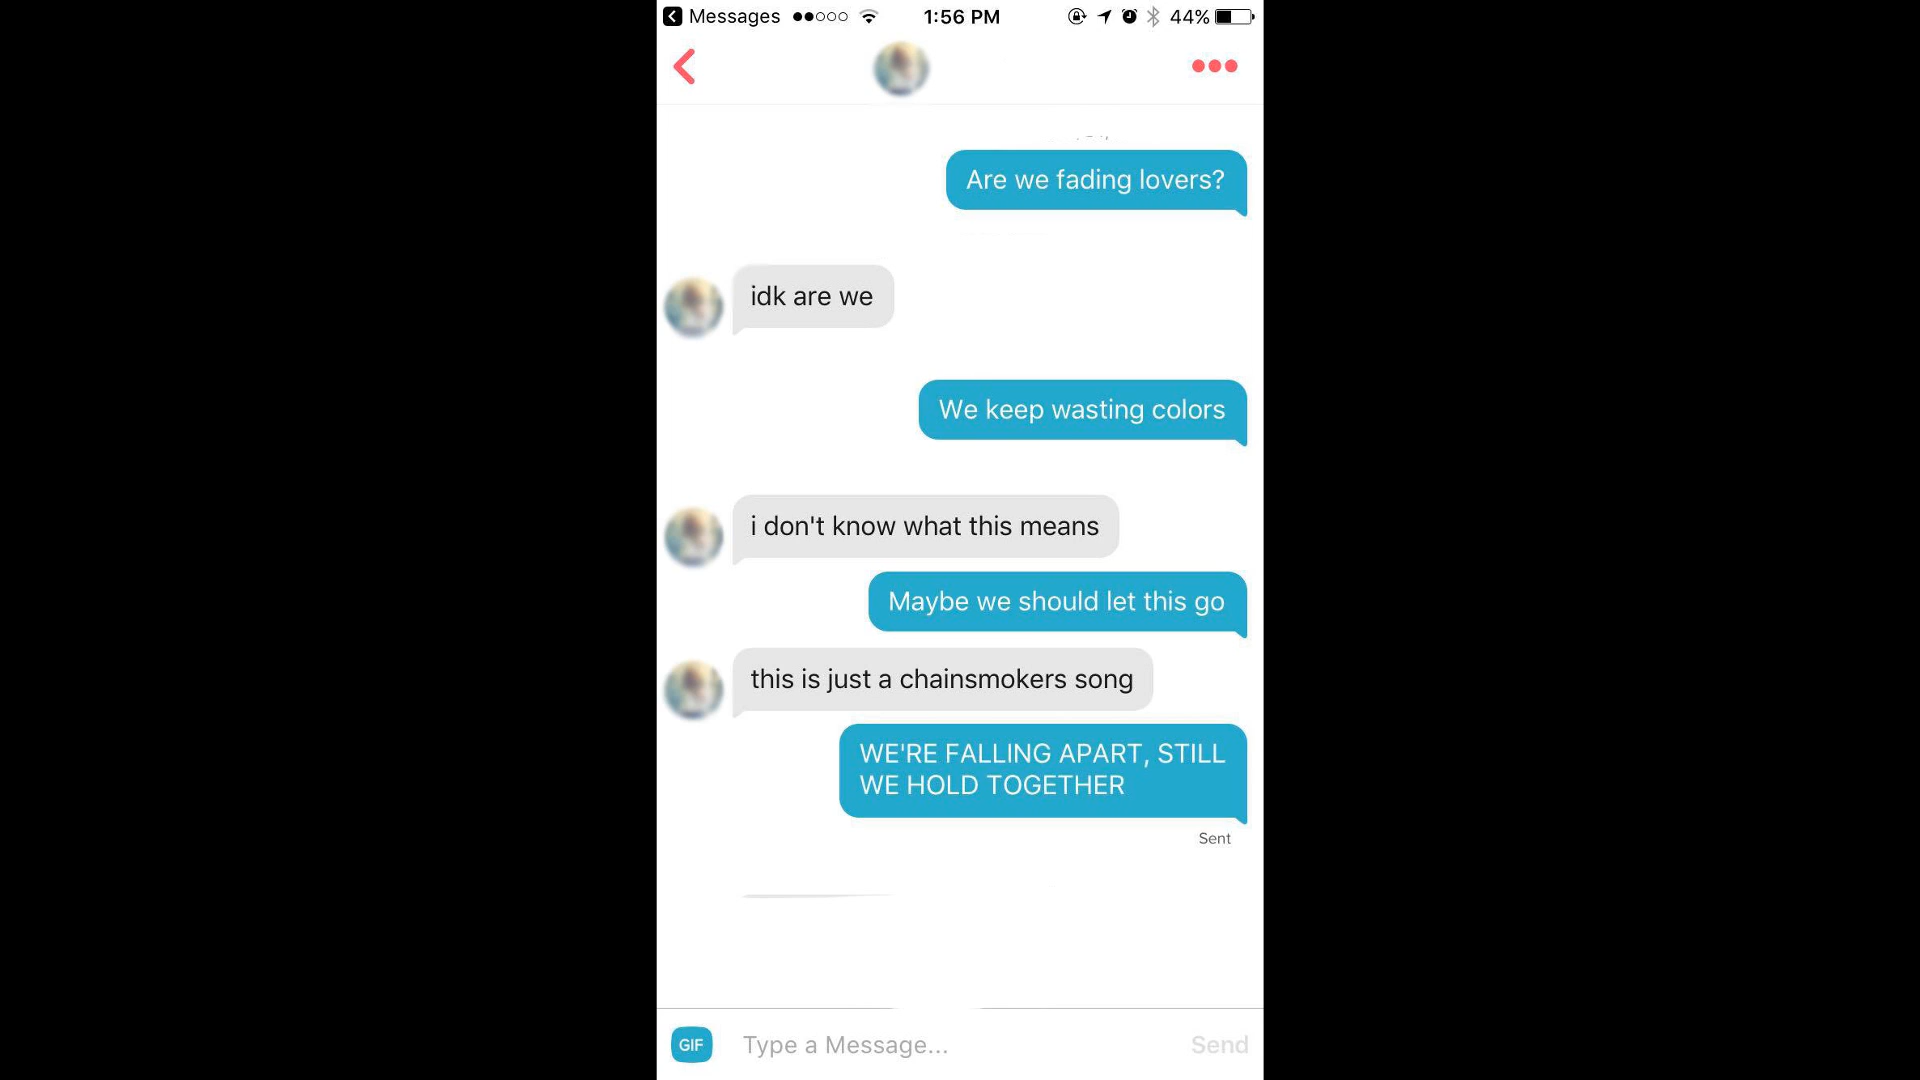 Messages 1:56 PM 44%
Are we fading lovers?
idk are we
We keep wasting colors
i don't know what this means
Maybe we should let this go
this is just a chainsmokers song
WE'RE FALLING APART, STILL
WE HOLD TOGETHER
Sent
GIF Type a Message... Send